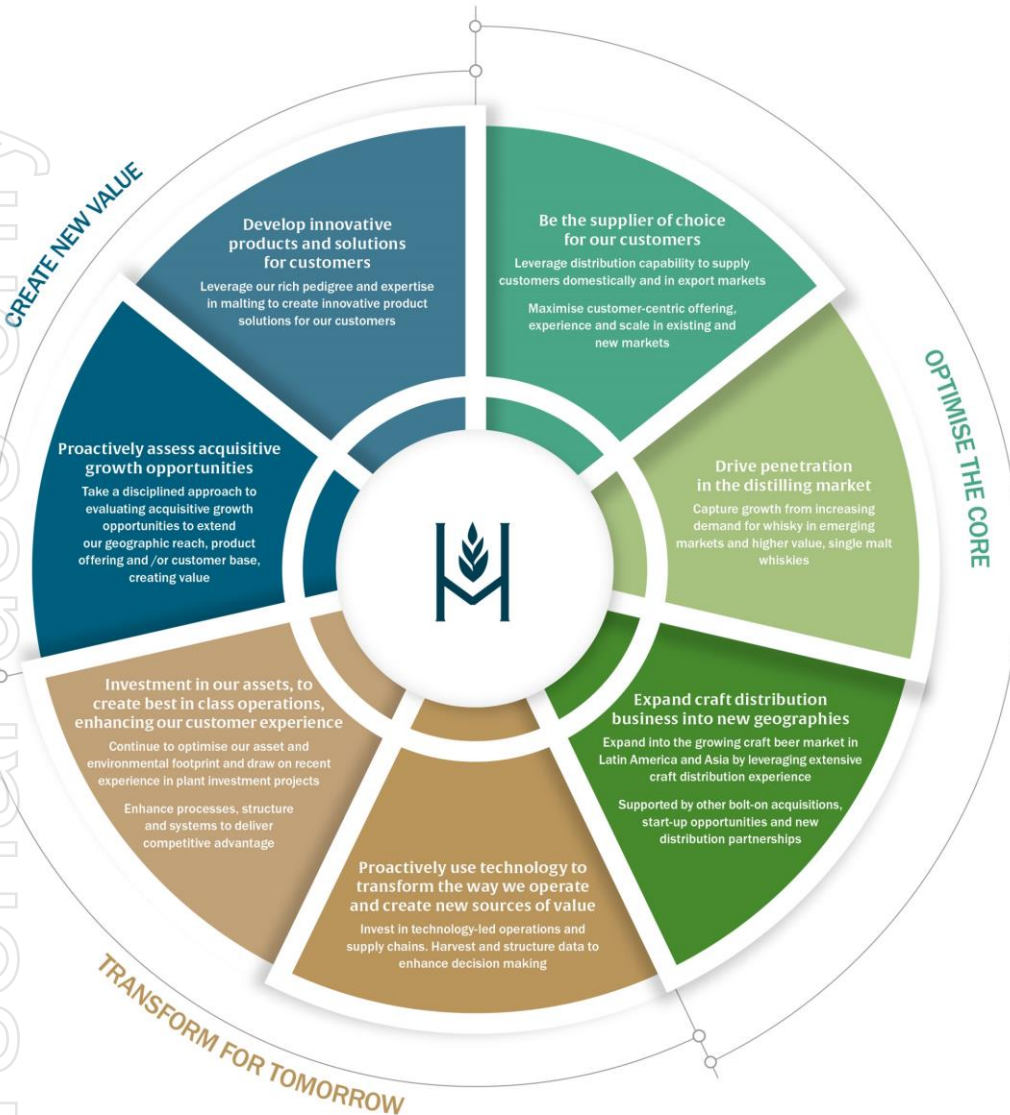 CREATE NEW VALUE
Develop innovative
products and solutions
for customers
Leverage our rich pedigree and expertise
in malting to create innovative product
solutions for our customers
Be the supplier of choice
for our customers
Leverage distribution capability to supply
customers domestically and in export markets
Maximise customer-centric offering,
experience and scale in existing and
new markets
OPTIMISE THE CORE
Drive penetration
in the distilling market
Capture growth from increasing
demand for whisky in emerging
markets and higher value, single malt
whiskies
Expand craft distribution
business into new geographies
Expand into the growing craft beer market in
Latin America and Asia by leveraging extensive
craft distribution experience
Supported by other bolt-on acquisitions,
start-up opportunities and new
distribution partnerships
Proactively use technology to
transform the way we operate
and create new sources of value
Invest in technology-led operations and
supply chains. Harvest and structure data to
enhance decision making
TRANSFORM FOR TOMORROW
Investment in our assets, to
create best in class operations,
enhancing our customer experience
Continue to optimise our asset and
environmental footprint and draw on recent
experience in plant investment projects
Enhance processes, structure
and systems to deliver
competitive advantage
Proactively assess acquisitive
growth opportunities
Take a disciplined approach to
evaluating acquisitive growth
opportunities to extend
our geographic reach, product
offering and /or customer base,
creating value